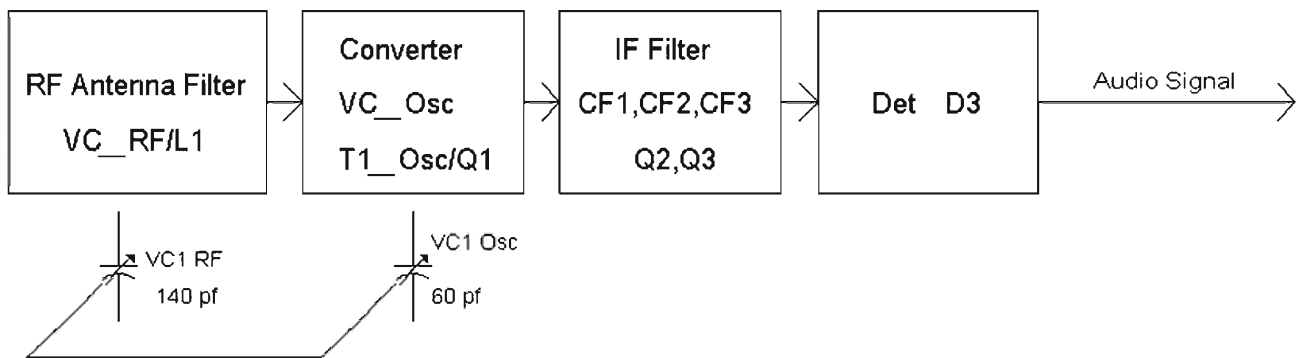 RF Antenna Filter
VC__RF/L1
Converter
VC__Osc
T1__Osc/Q1
IF Filter
CF1,CF2,CF3
Q2,Q3
Det D3
Audio Signal
VC1 RF
140 pf
VC1 Osc
60 pf